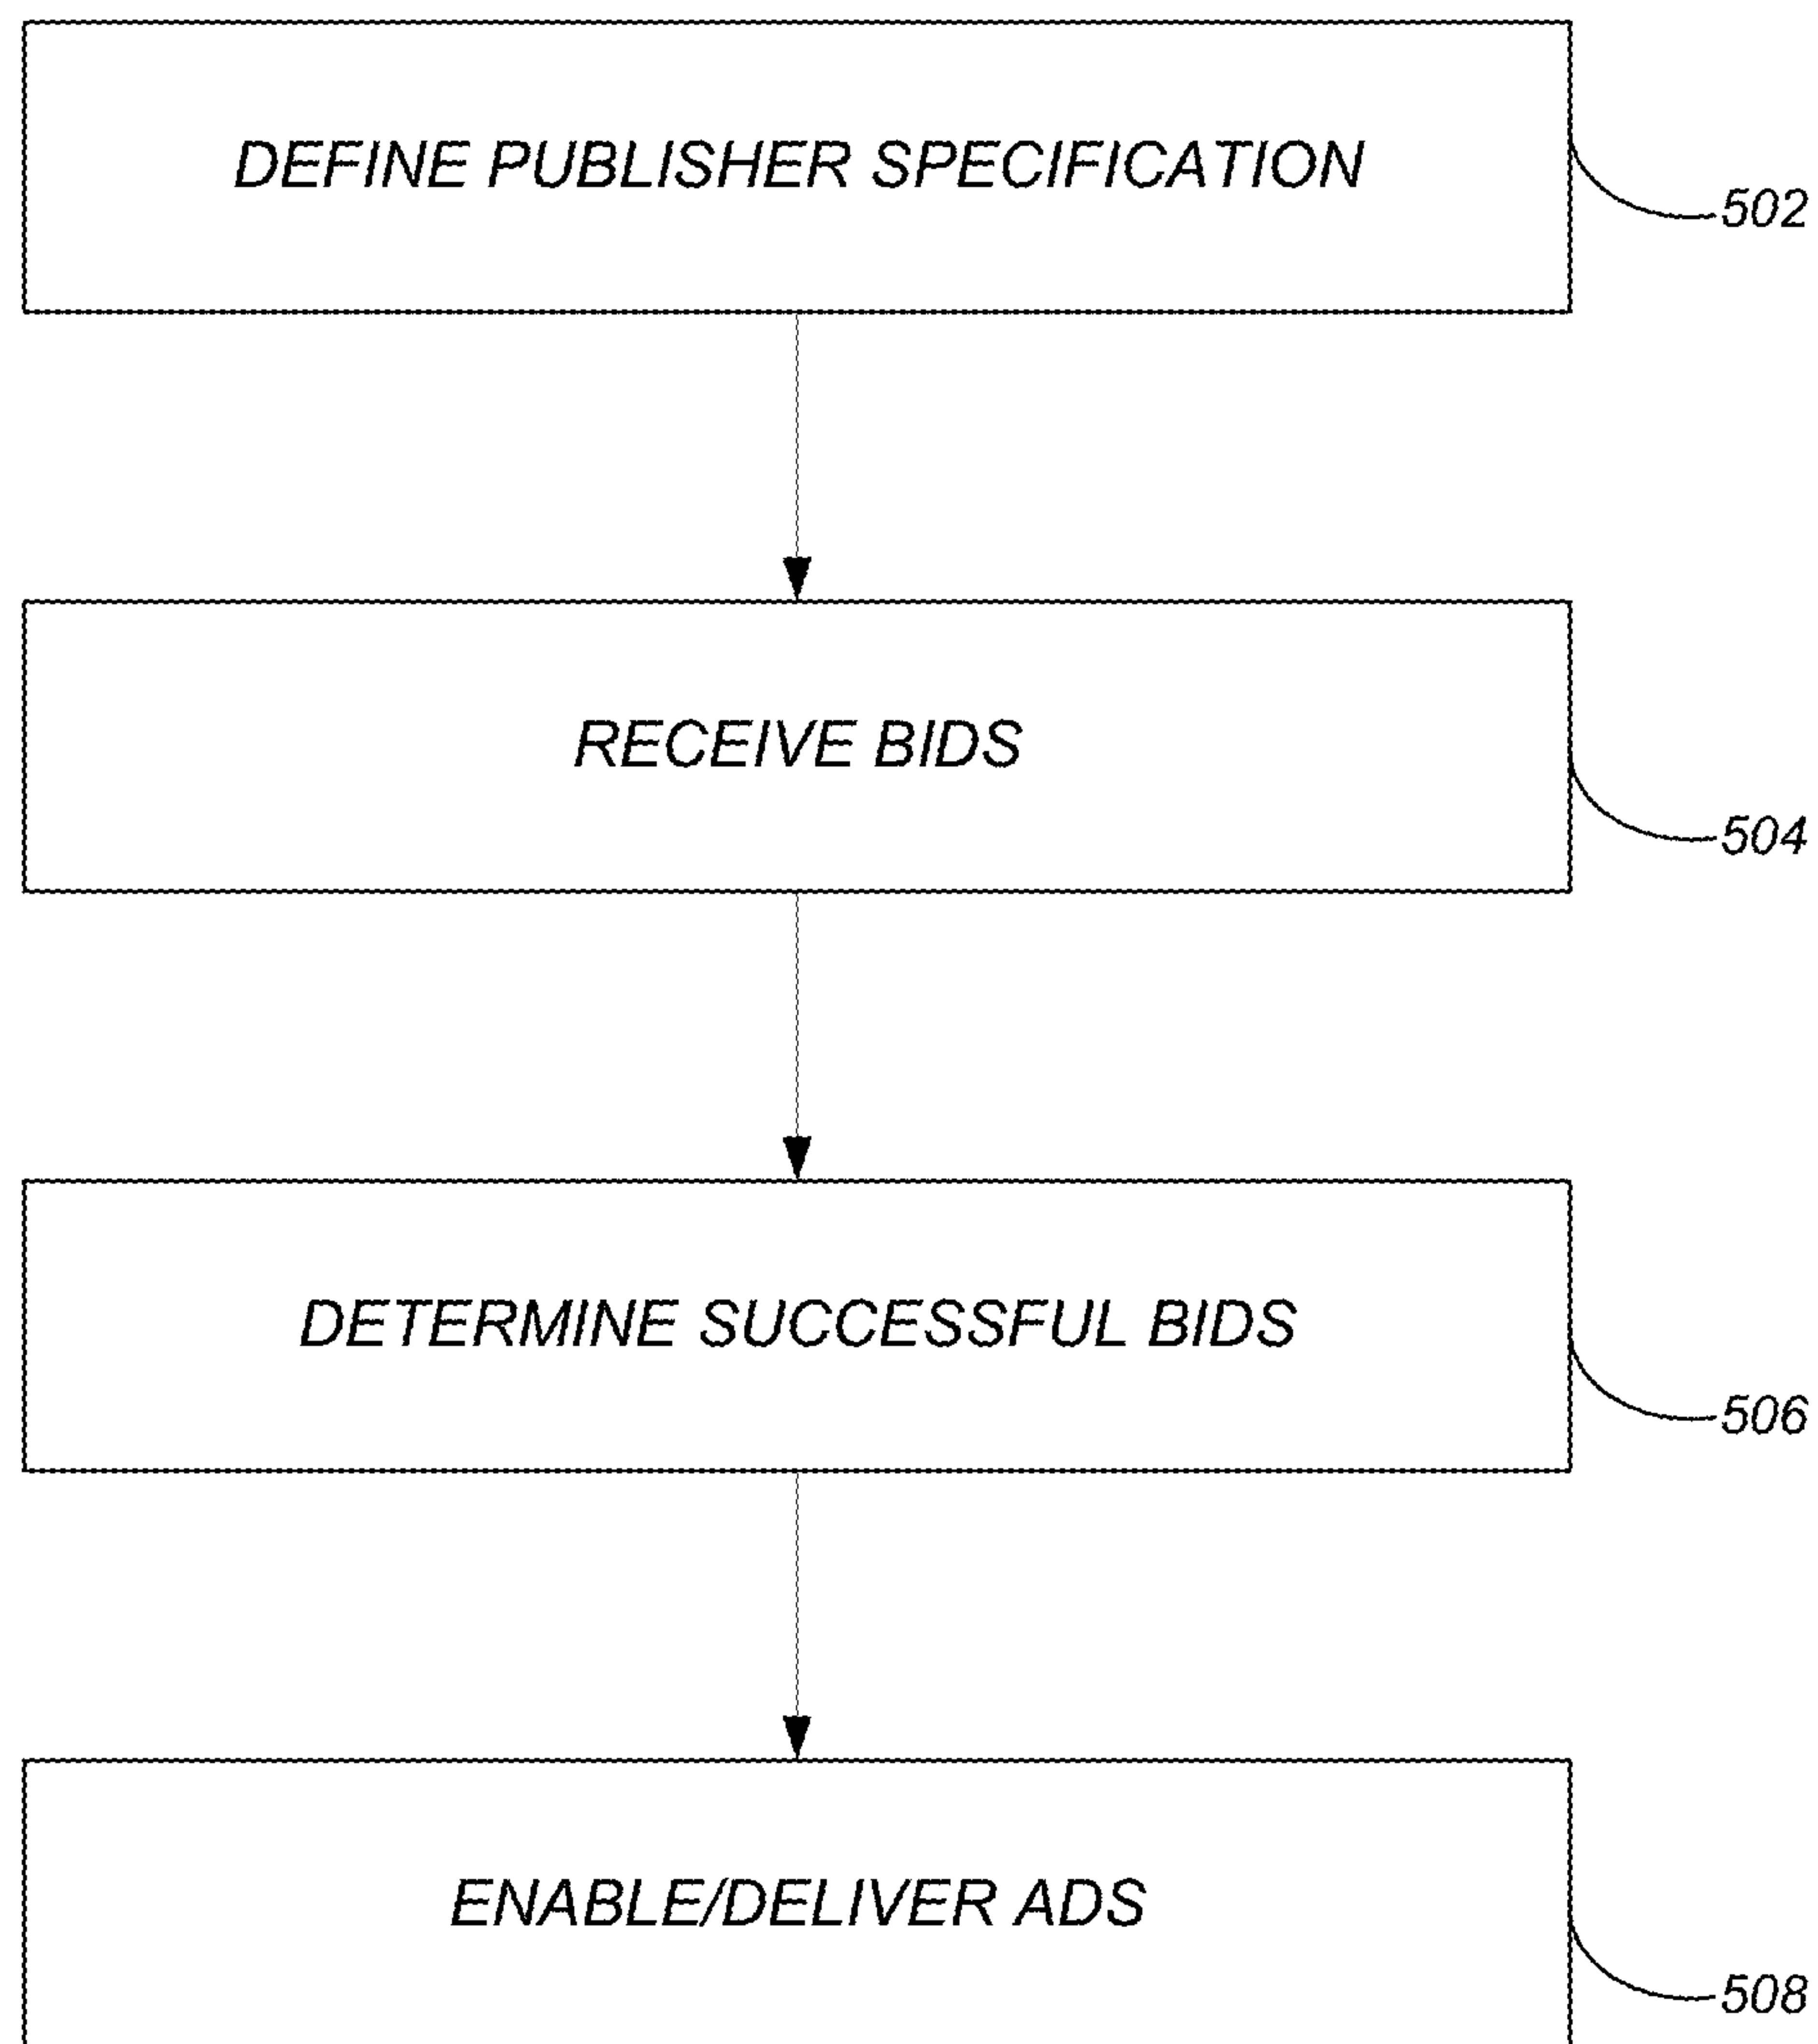 DEFINE PUBLISHER SPECIFICATION
502
RECEIVE BIDS
504
DETERMINE SUCCESSFUL BIDS
506
ENABLE/DELIVER ADS
508